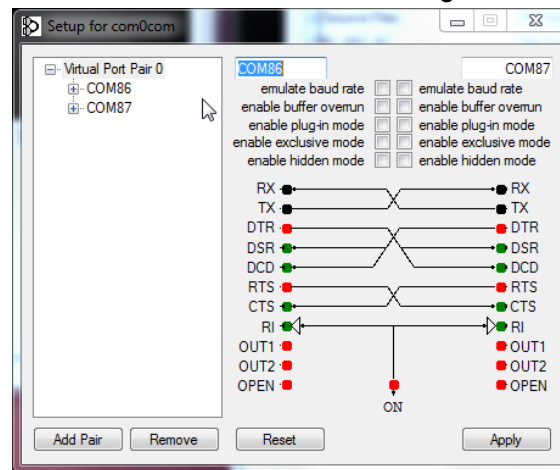 Setup for com0com
Virtual Port Pair 0
COM86
COM87
COM86 COM87
emulate baud rate emulate baud rate
enable buffer overrun enable buffer overrun
enable plug-in mode enable plug-in mode
enable exclusive mode enable exclusive mode
enable hidden mode enable hidden mode
RX RX
TX TX
DTR DTR
DSR DSR
DCD DCD
RTS RTS
CTS CTS
RI RI
OUT1 OUT1
OUT2 OUT2
OPEN OPEN
ON
Add Pair Remove Reset Apply